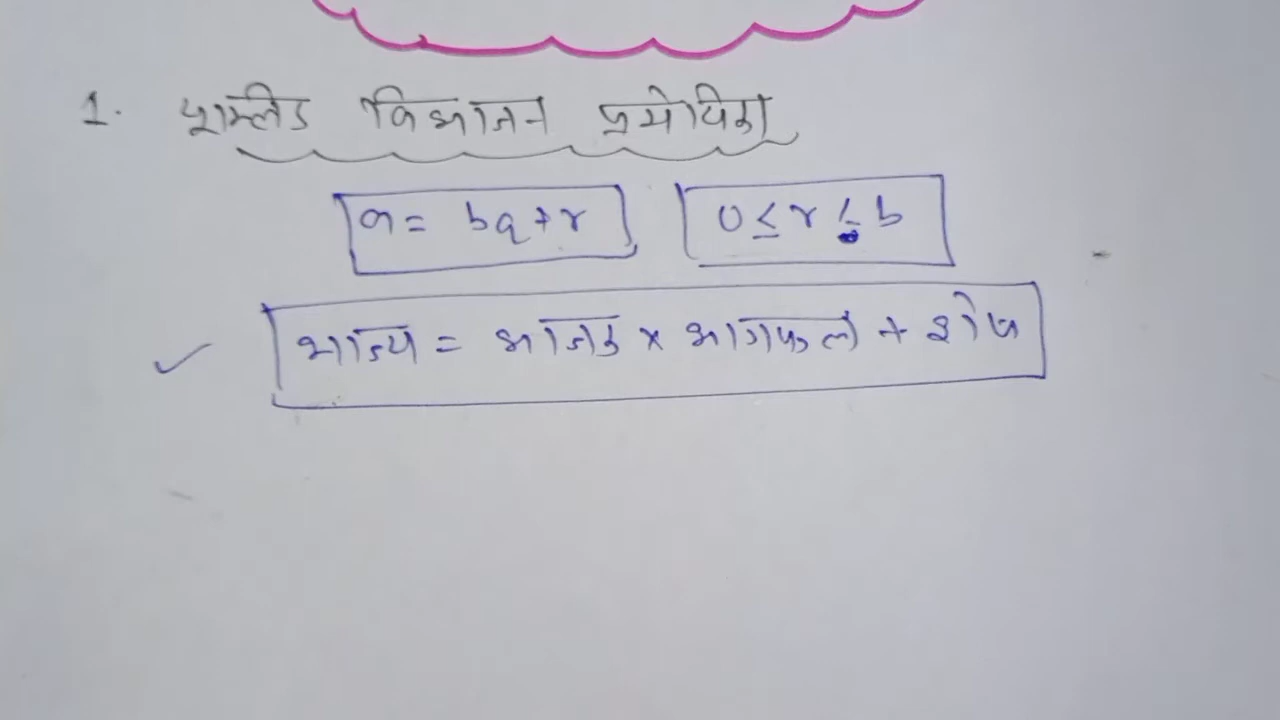 1. युक्लीड विभाजन प्रमेयिका
a = bq + r 0 ≤ r ≤ b
भाज्य = भाजक × भागफल + शेष